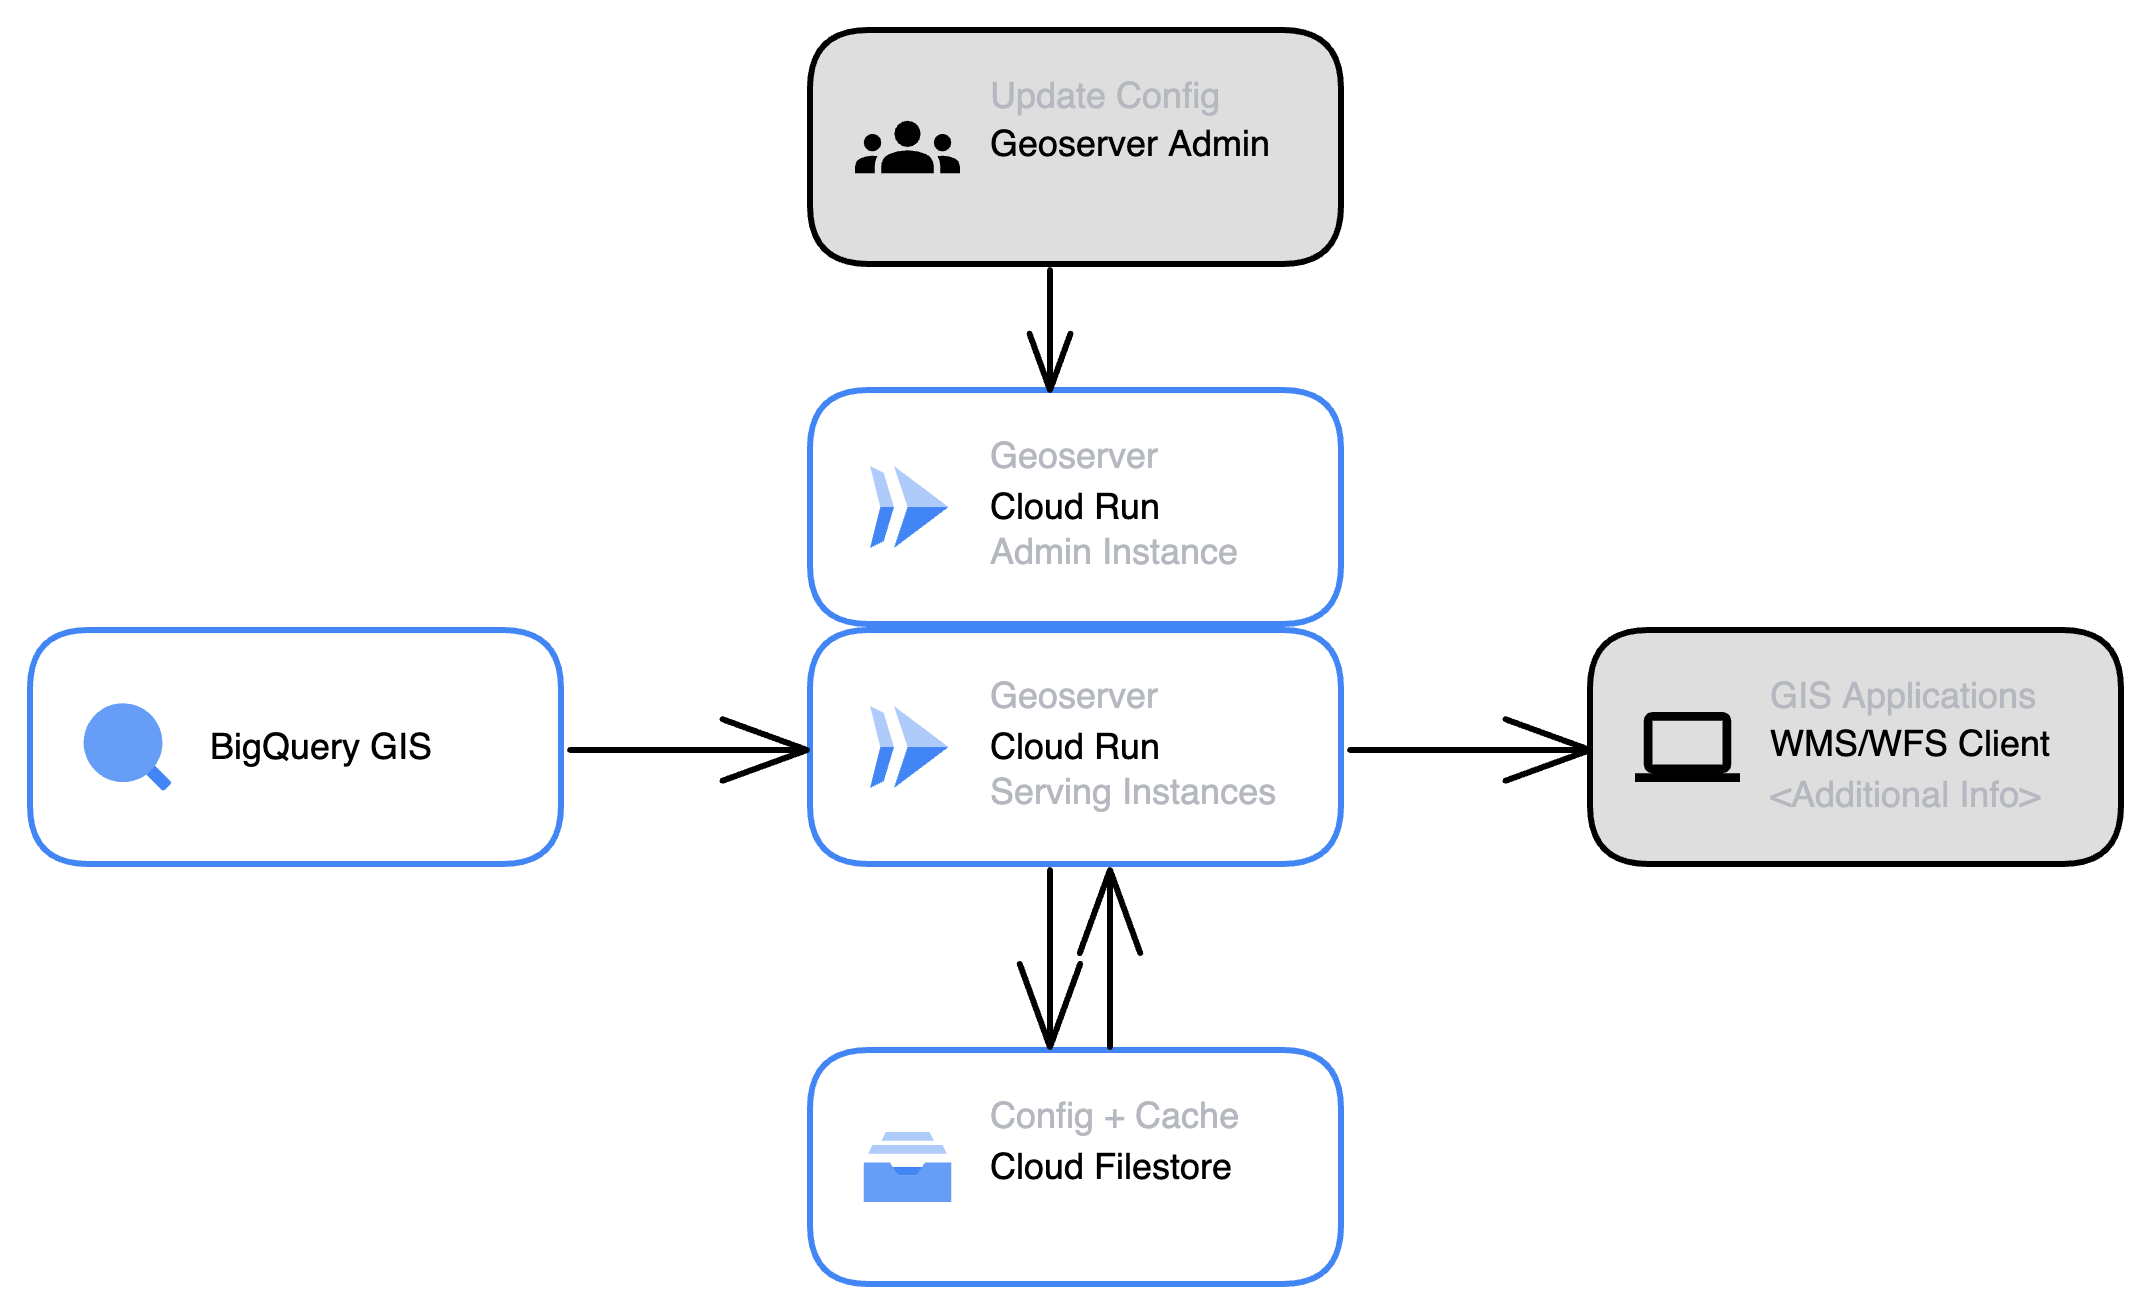 Update Config
Geoserver Admin
Geoserver
Cloud Run
Admin Instance
BigQuery GIS
Geoserver
Cloud Run
Serving Instances
GIS Applications
WMS/WFS Client
<Additional Info>
Config + Cache
Cloud Filestore